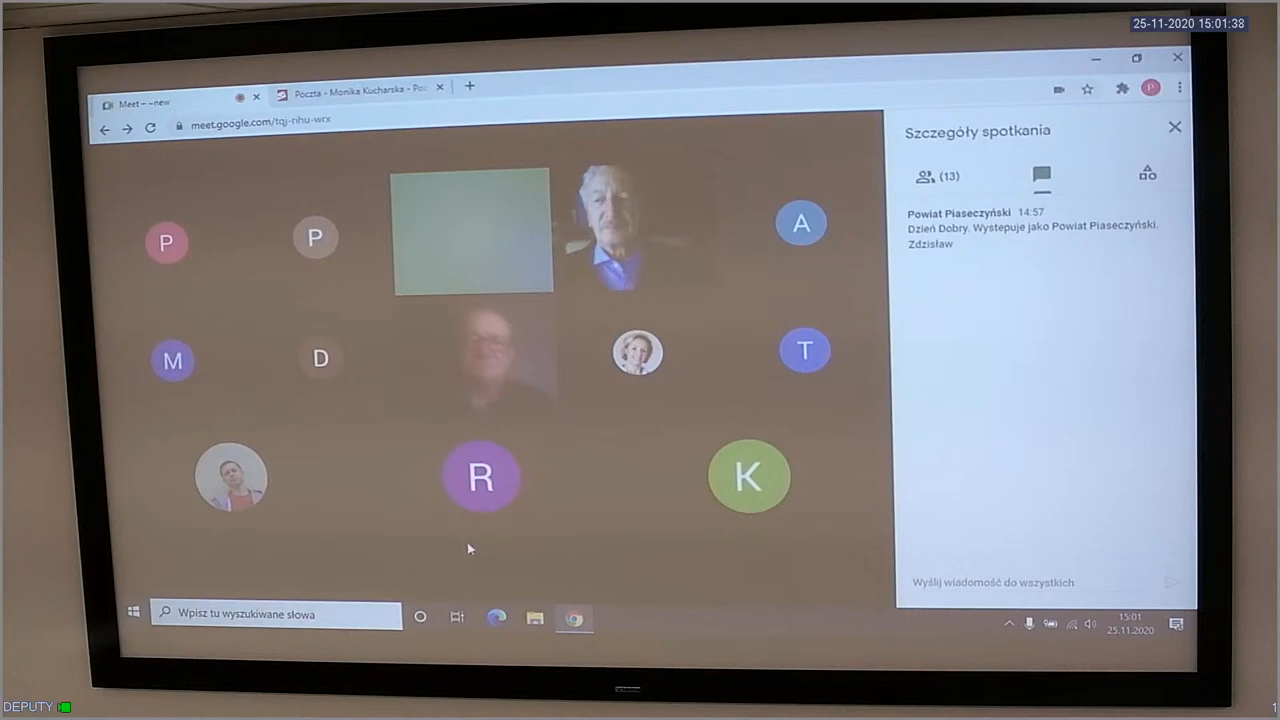 25-11-2020 15:01:38
Meet – –new
Poczta - Monika Kucharska - Poc
meet.google.com/tqj-nhu-wrx
P
Szczegóły spotkania
(13)
Powiat Piaseczyński 14:57
Dzień Dobry. Wystepuje jako Powiat Piaseczyński.
Zdzisław
P
P
A
M
D
T
R
K
Wyślij wiadomość do wszystkich
Wpisz tu wyszukiwane słowa
15:01
25.11.2020
DEPUTY
1